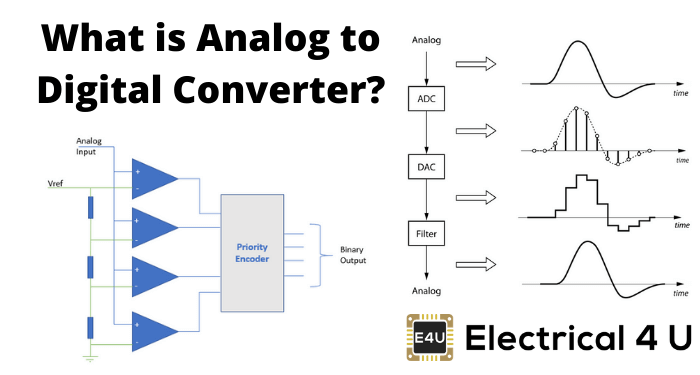 What is Analog to
Digital Converter?
Analog
Input
Vref
+
-
+
-
+
-
+
-
Priority
Encoder
Binary
Output
Analog
ADC
DAC
Filter
Analog
time
time
time
time
E4U
Electrical 4 U